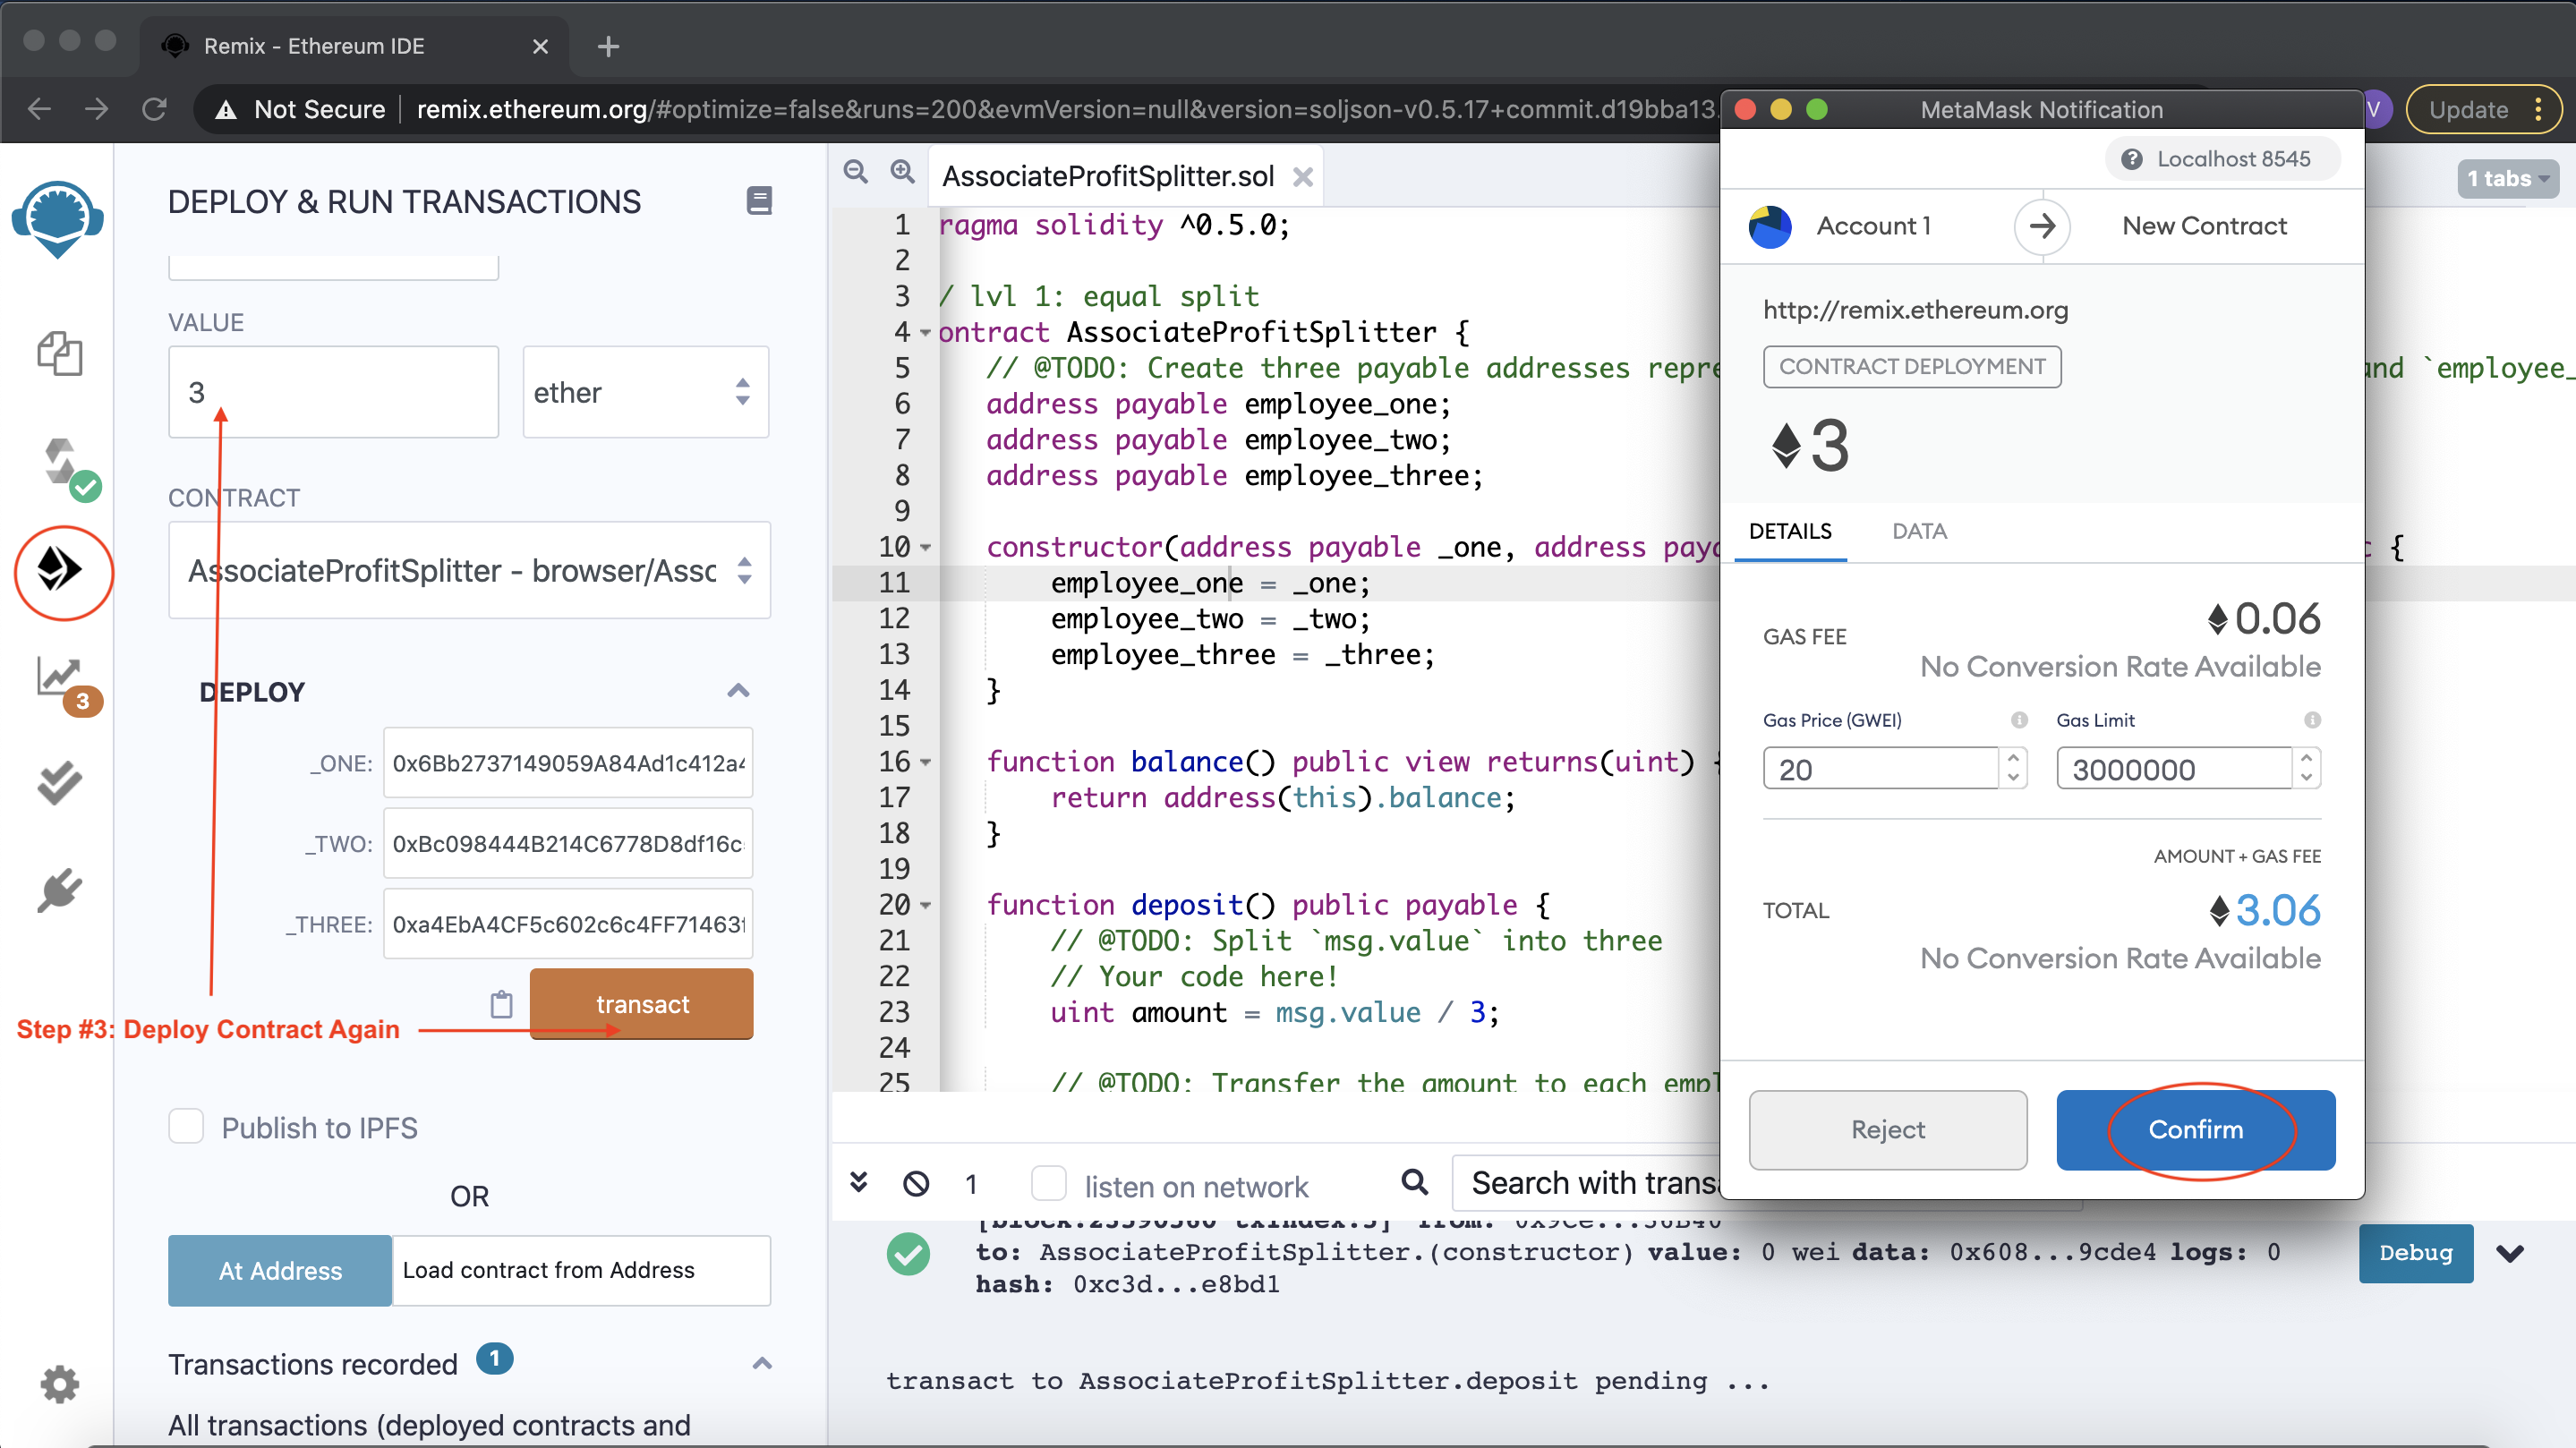 Remix - Ethereum IDE
Not Secure
remix.ethereum.org/#optimize=false&runs=200&evmVersion=null&version=soljson-v0.5.17+commit.d19bba13.
V
Update
DEPLOY & RUN TRANSACTIONS
VALUE
3
ether
CONTRACT
AssociateProfitSplitter - browser/Assc
3
DEPLOY
_ONE:
0x6Bb2737149059A84Ad1c412a4
_TWO:
0xBc098444B214C6778D8df16c
_THREE:
0xa4EbA4CF5c602c6c4FF71463f
transact
Step #3: Deploy Contract Again
Publish to IPFS
OR
At Address
Load contract from Address
Transactions recorded
1
All transactions (deployed contracts and
AssociateProfitSplitter.sol
1 tabs
1 ragma solidity ^0.5.0;
2
3 / lvl 1: equal split
4 ontract AssociateProfitSplitter {
5 // @TODO: Create three payable addresses repre and `employee_
6 address payable employee_one;
7 address payable employee_two;
8 address payable employee_three;
9
10 constructor(address payable _one, address paya c {
11 employee_one = _one;
12 employee_two = _two;
13 employee_three = _three;
14 }
15
16 function balance() public view returns(uint) {
17 return address(this).balance;
18 }
19
20 function deposit() public payable {
21 // @TODO: Split `msg.value` into three
22 // Your code here!
23 uint amount = msg.value / 3;
24
25 // @TODO: Transfer the amount to each empl
1
listen on network
Search with transa
from: 0x9ce...36B40
to: AssociateProfitSplitter.(constructor) value: 0 wei data: 0x608...9cde4 logs: 0
hash: 0xc3d...e8bd1
Debug
transact to AssociateProfitSplitter.deposit pending ...
MetaMask Notification
Localhost 8545
Account 1
New Contract
http://remix.ethereum.org
CONTRACT DEPLOYMENT
3
DETAILS
DATA
GAS FEE
0.06
No Conversion Rate Available
Gas Price (GWEI)
Gas Limit
20
3000000
AMOUNT + GAS FEE
TOTAL
3.06
No Conversion Rate Available
Reject
Confirm